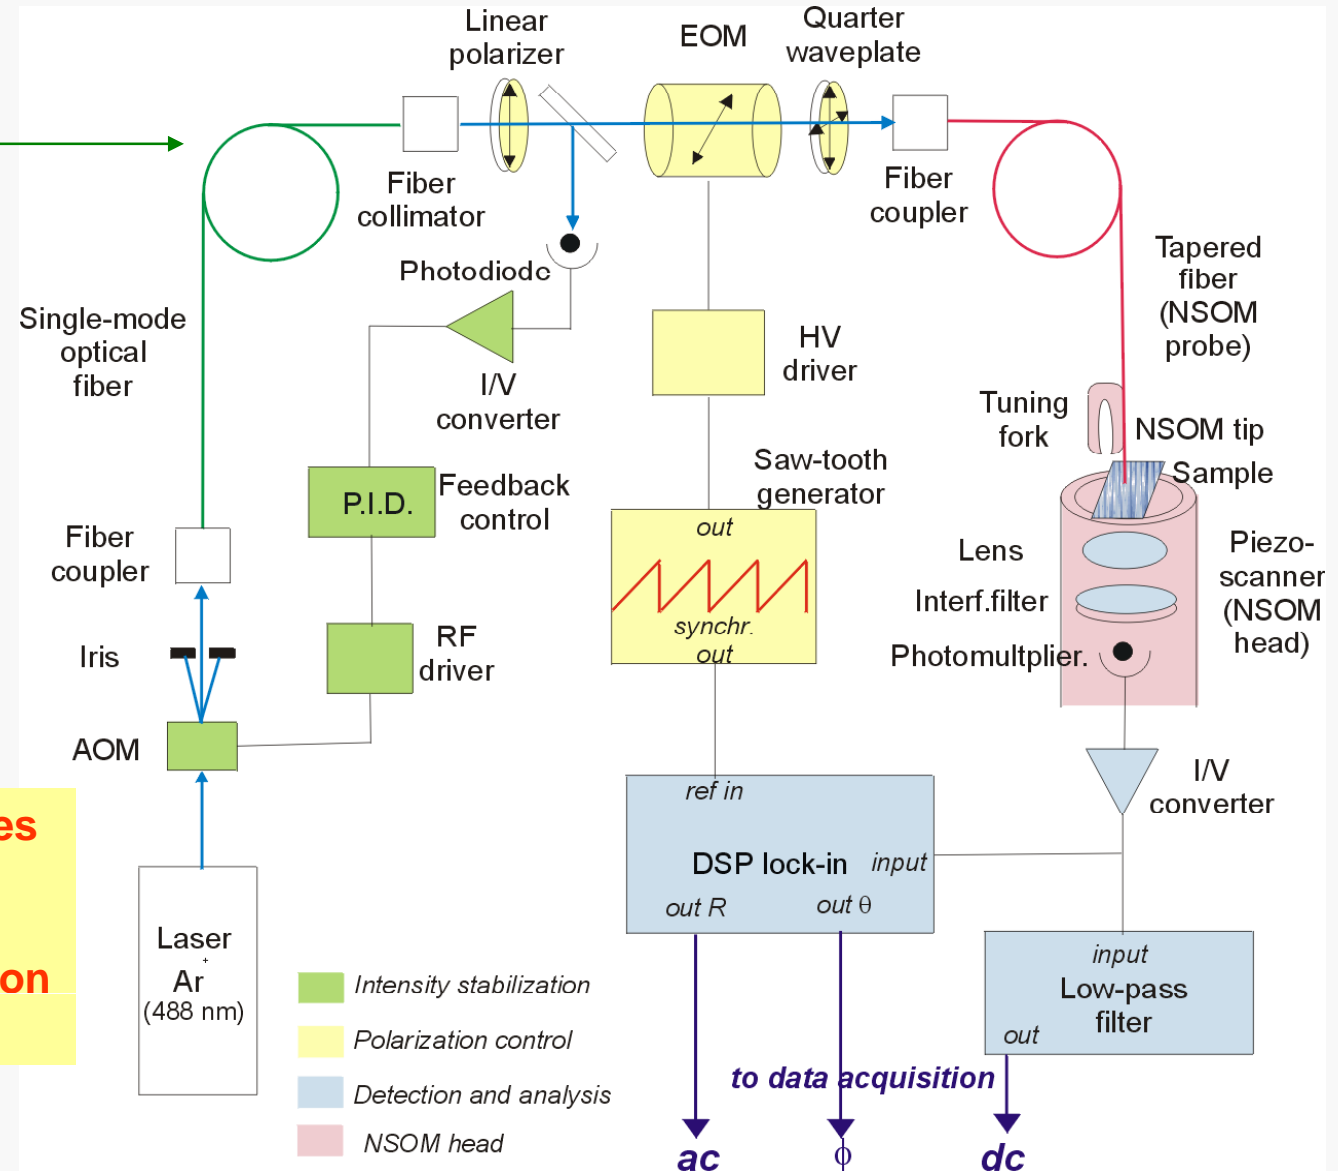 Linear
polarizer
EOM
Quarter
waveplate
Fiber
collimator
Fiber
coupler
Photodiode
Single-mode
optical
fiber
I/V
converter
HV
driver
Tapered
fiber
(NSOM
probe)
Tuning
fork
NSOM tip
Sample
P.I.D.
Feedback
control
Saw-tooth
generator
out
synchr.
out
Fiber
coupler
Lens
Interf.filter
Photomultplier.
Piezo-
scanner
(NSOM
head)
Iris
RF
driver
AOM
ref in
DSP lock-in
input
out R
out θ
I/V
converter
es
on
Laser
Ar+
(488 nm)
input
Low-pass
filter
out
Intensity stabilization
Polarization control
Detection and analysis
NSOM head
to data acquisition
ac
ϕ
dc